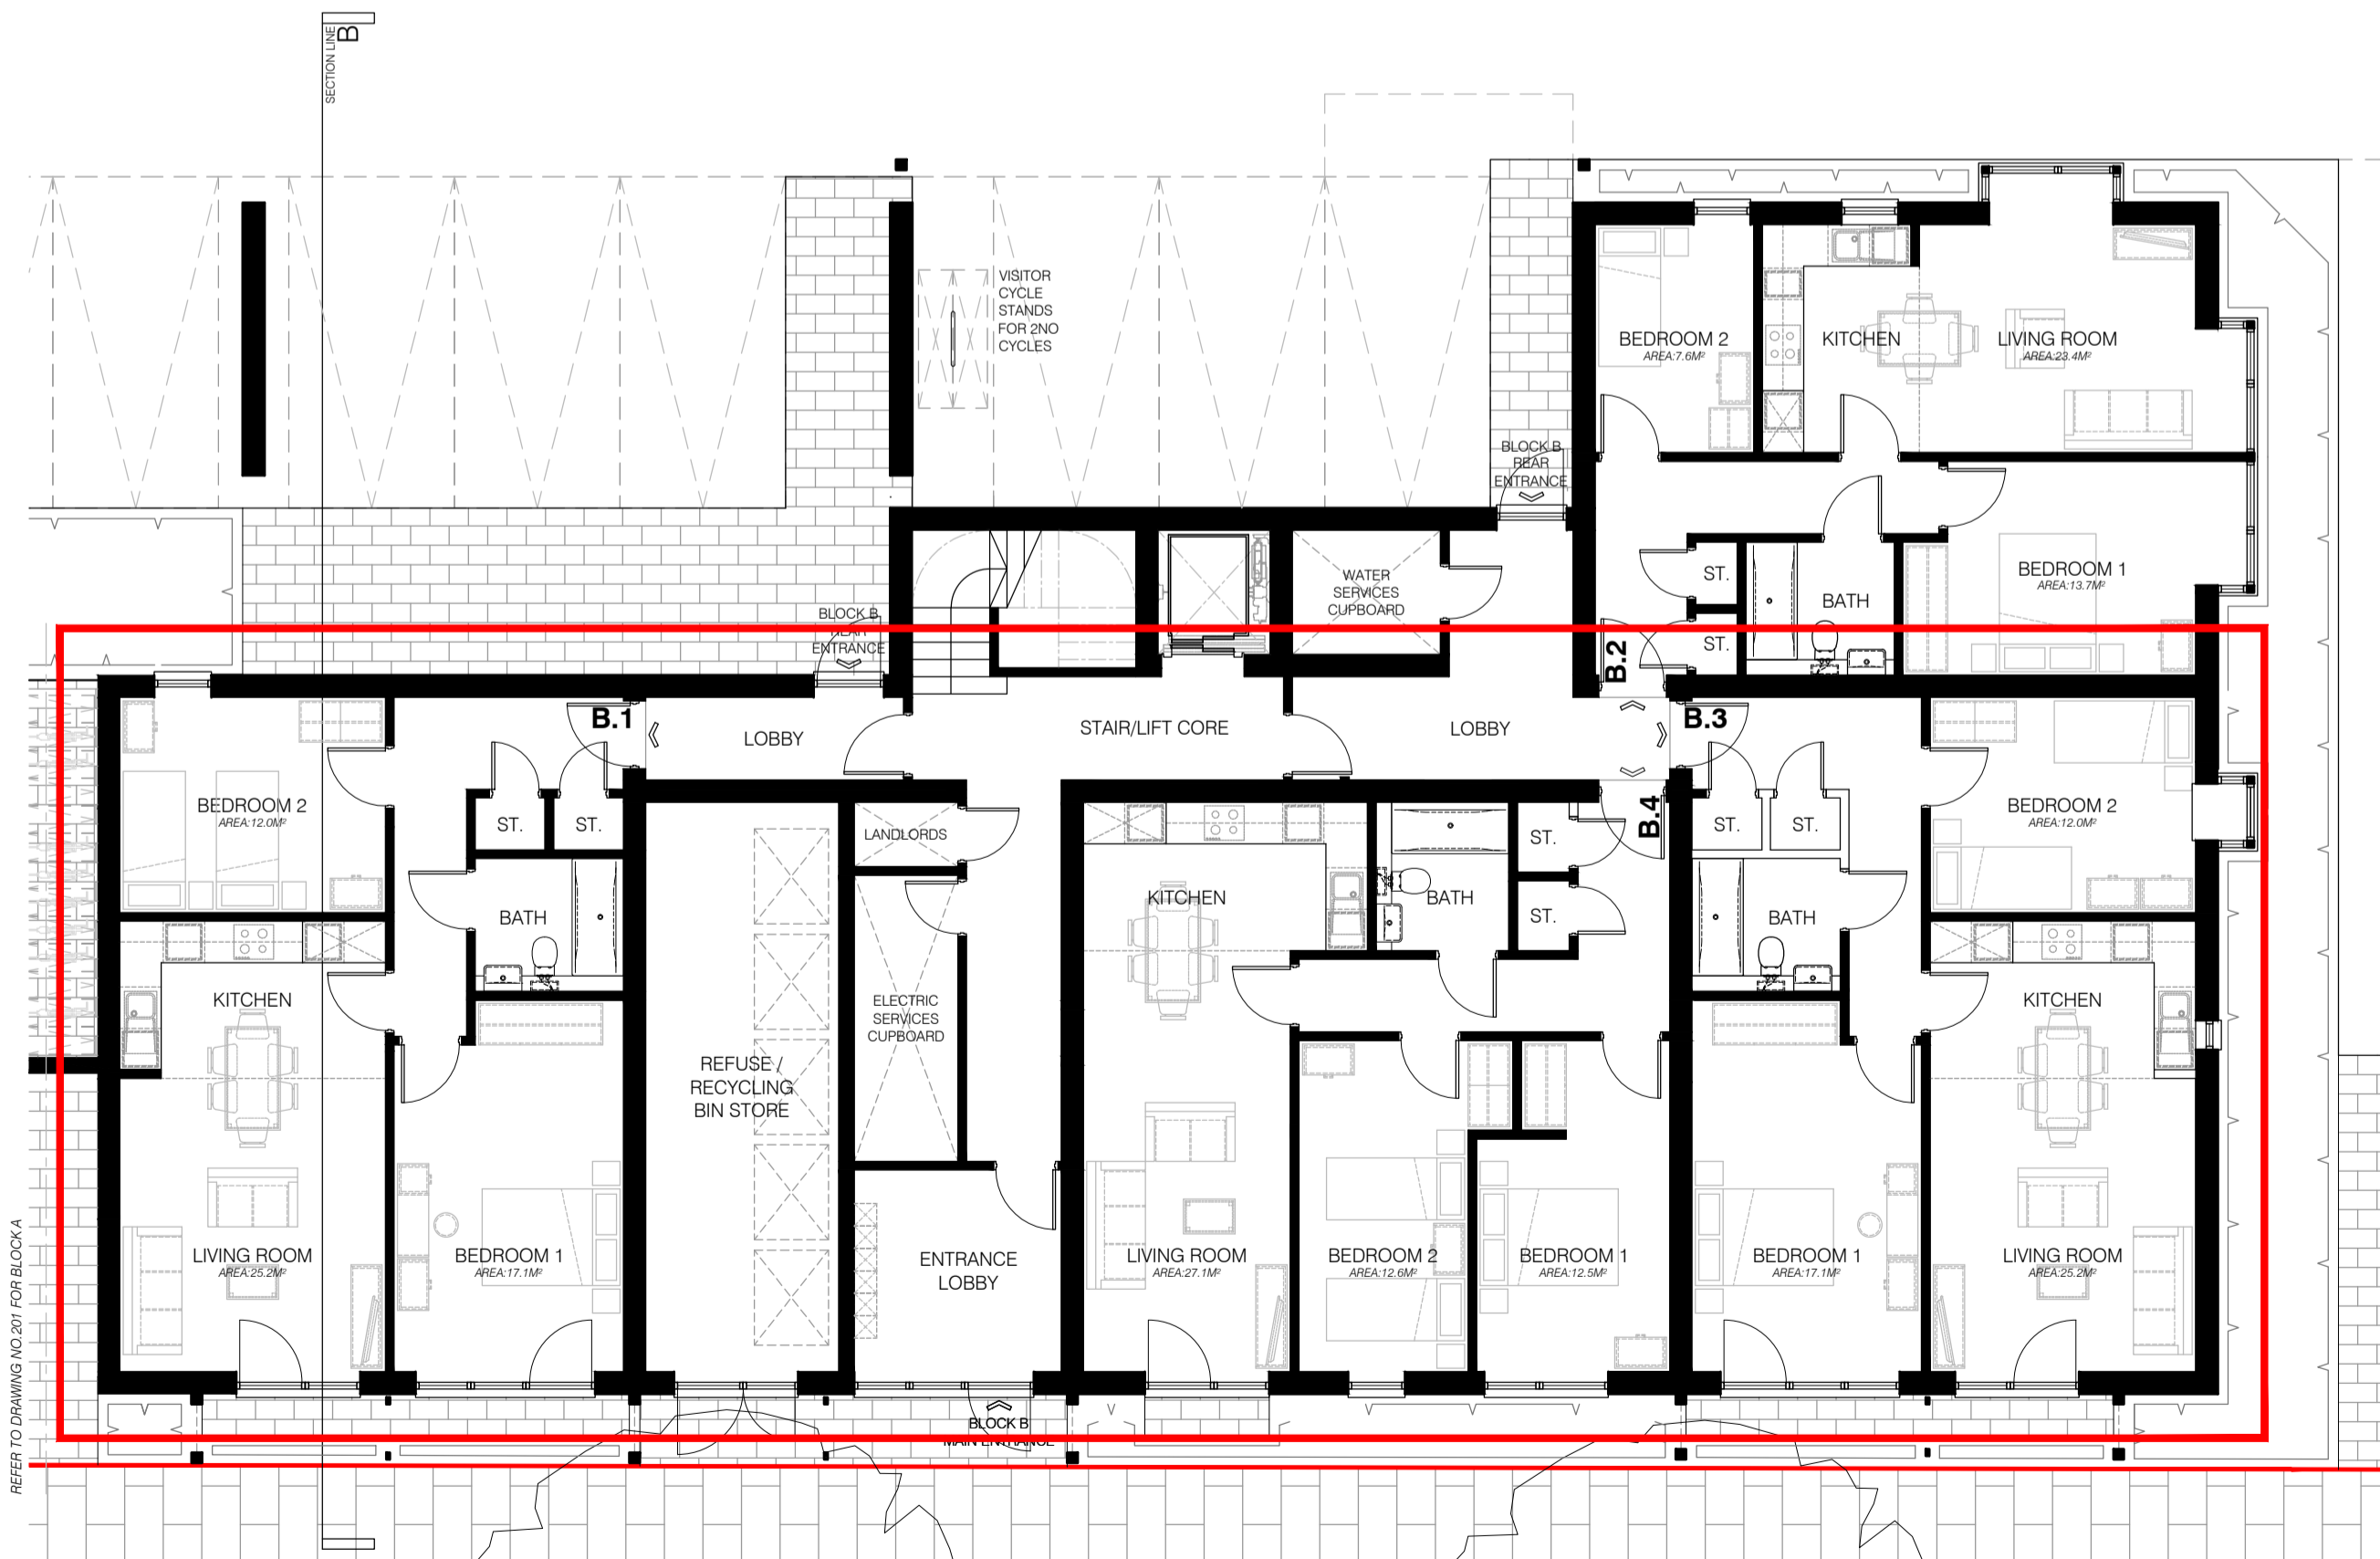 SECTION LINE
B
VISITOR
CYCLE
STANDS
FOR 2NO
CYCLES
BEDROOM 2
AREA:7.6M²
KITCHEN
LIVING ROOM
AREA:23.4M²
BLOCK B
REAR
ENTRANCE
WATER
SERVICES
CUPBOARD
ST.
BATH
BEDROOM 1
AREA:13.7M²
ST.
BLOCK B
REAR
ENTRANCE
B.2
B.1
LOBBY
STAIR/LIFT CORE
LOBBY
B.3
BEDROOM 2
AREA:12.0M²
ST.
ST.
LANDLORDS
ST.
B.4
ST.
ST.
BEDROOM 2
AREA:12.0M²
BATH
KITCHEN
BATH
ST.
BATH
KITCHEN
ELECTRIC
SERVICES
CUPBOARD
KITCHEN
REFUSE /
RECYCLING
BIN STORE
LIVING ROOM
AREA:25.2M²
BEDROOM 1
AREA:17.1M²
ENTRANCE
LOBBY
LIVING ROOM
AREA:27.1M²
BEDROOM 2
AREA:12.6M²
BEDROOM 1
AREA:12.5M²
BEDROOM 1
AREA:17.1M²
LIVING ROOM
AREA:25.2M²
BLOCK B
MAIN ENTRANCE
REFER TO DRAWING NO.201 FOR BLOCK A